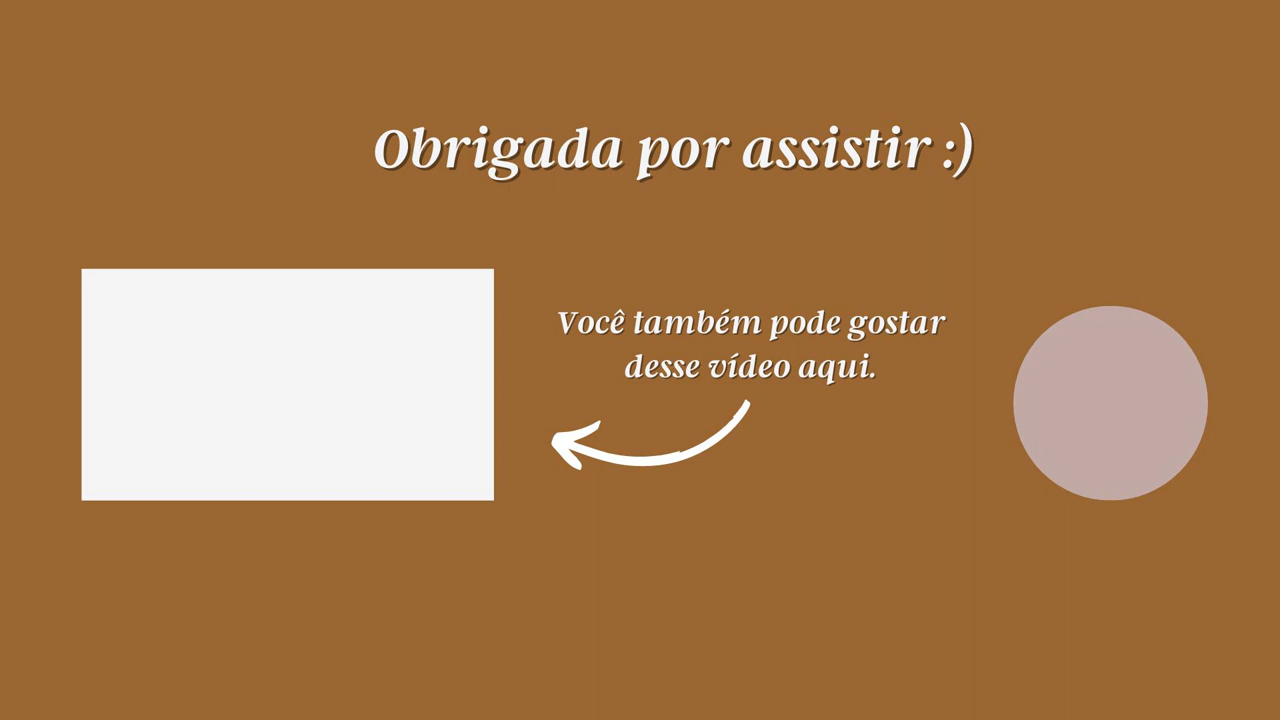 Obrigada por assistir :)
Você também pode gostar
desse vídeo aqui.